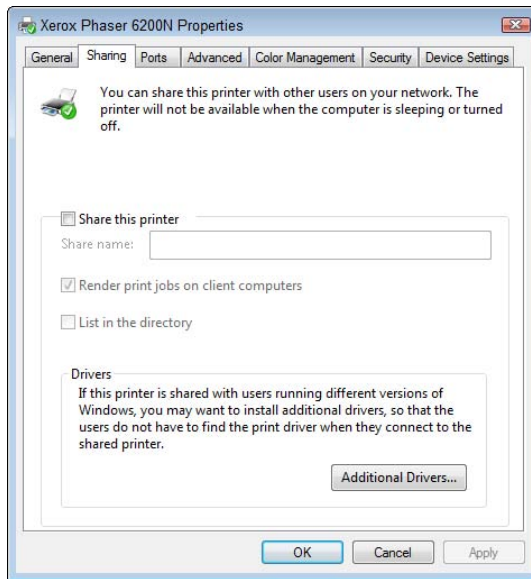 Xerox Phaser 6200N Properties
General Sharing Ports Advanced Color Management Security Device Settings
You can share this printer with other users on your network. The
printer will not be available when the computer is sleeping or turned
off.
Share this printer
Share name:
Render print jobs on client computers
List in the directory
Drivers
If this printer is shared with users running different versions of
Windows, you may want to install additional drivers, so that the
users do not have to find the print driver when they connect to the
shared printer.
Additional Drivers...
OK Cancel Apply